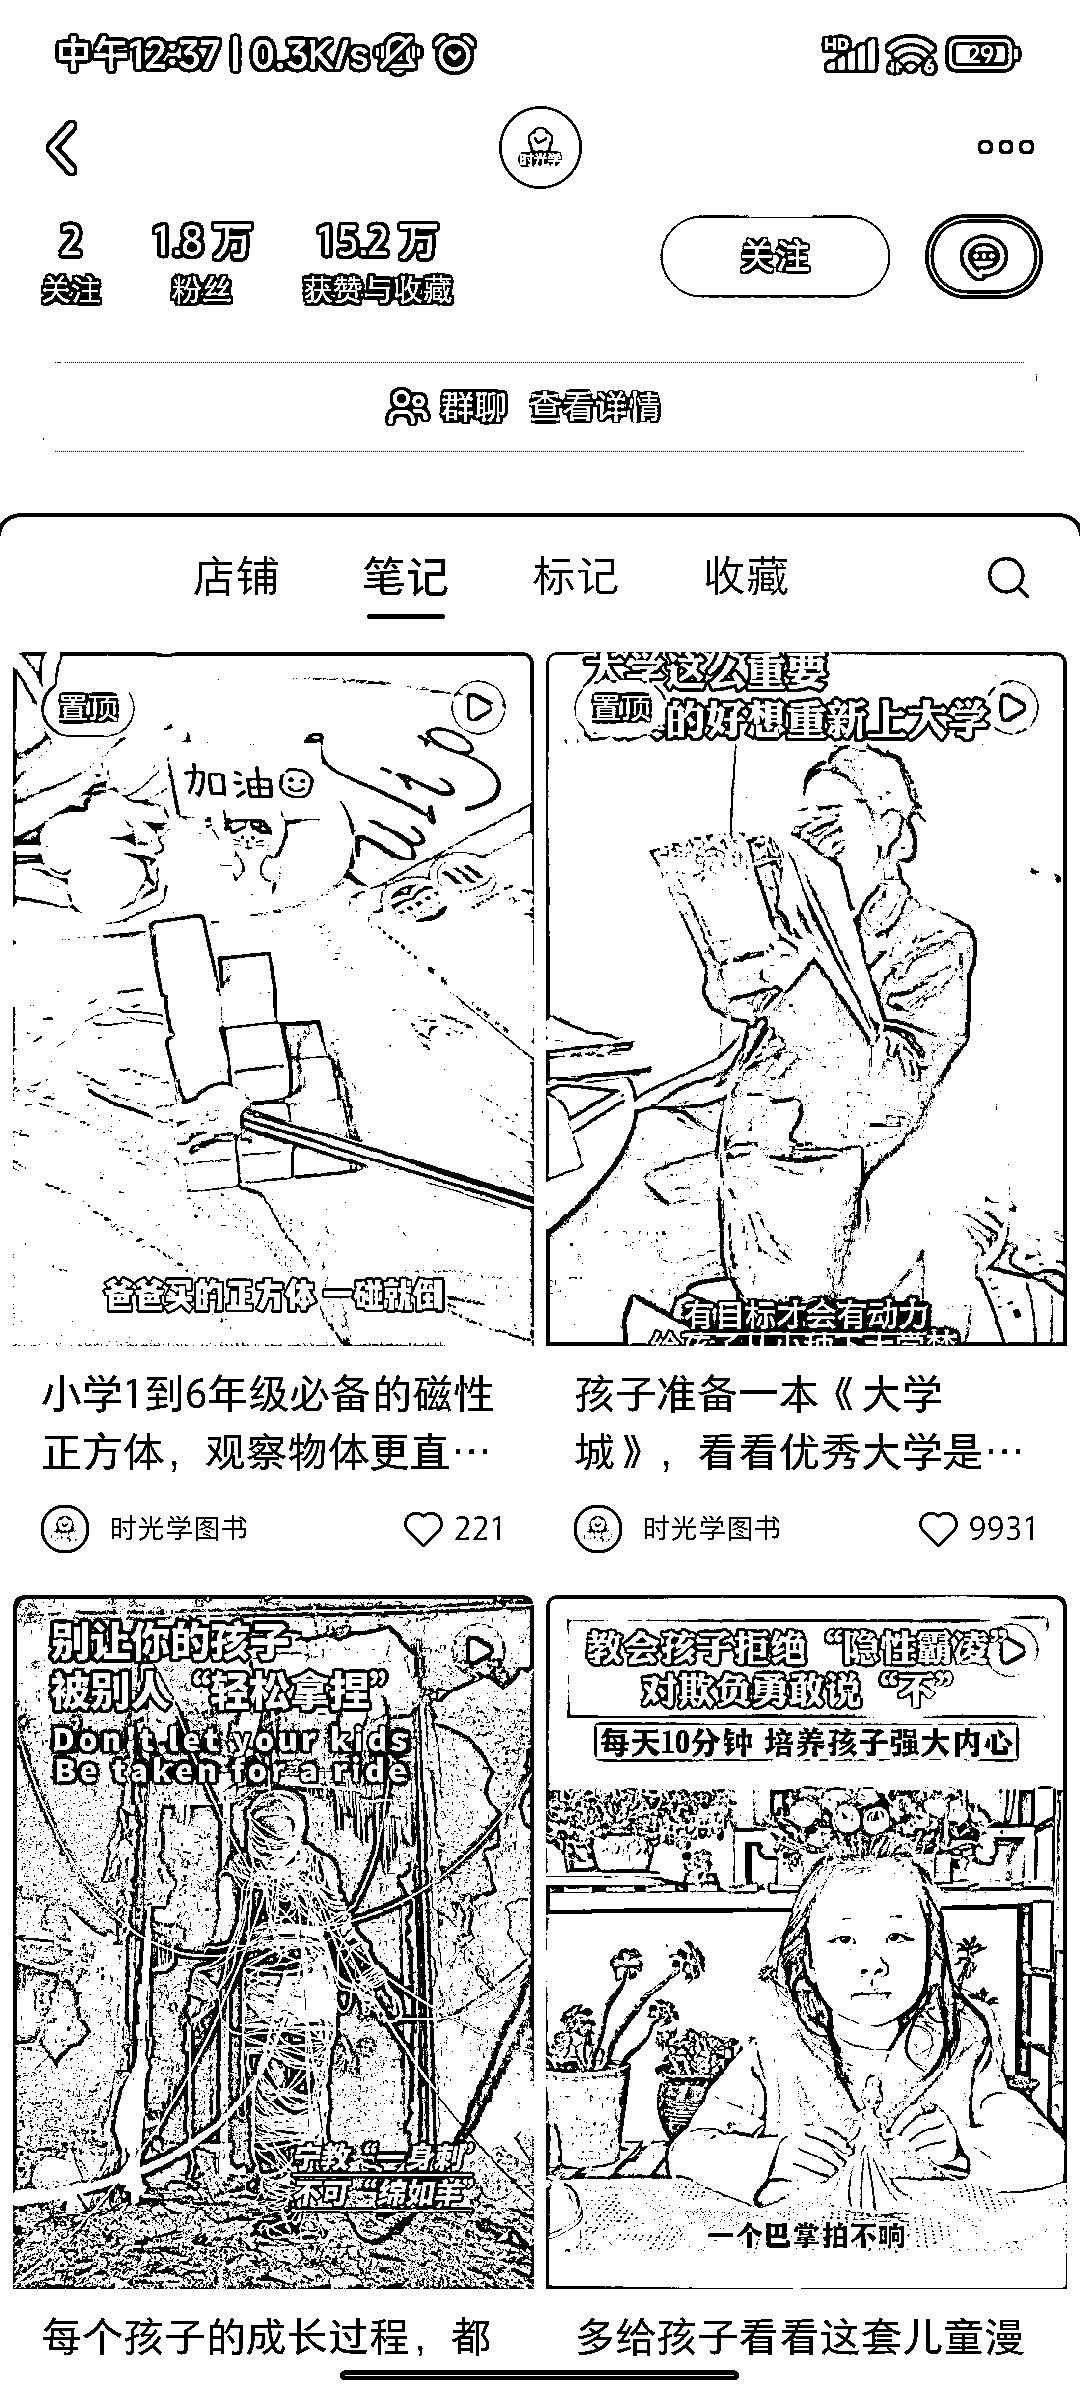 中午12:37 | 0.3K/s
HD
6
29
时光学
2
1.8万
15.2万
关注
关注
粉丝
获赞与收藏
群聊 查看详情
店铺
笔记
标记
收藏
置顶
加油
爸爸买的正方体 一碰就倒
小学1到6年级必备的磁性
正方体，观察物体更直…
时光学图书
221
大学这么重要
置顶
的好想重新上大学
有目标才会有动力
孩子准备一本《大学
城》，看看优秀大学是…
时光学图书
9931
别让你的孩子
被别人“轻松拿捏”
Don't let your kids
Be taken for a ride
宁教“一身刺”
不可“绵如羊”
每个孩子的成长过程，都
教会孩子拒绝“隐性霸凌”
对欺负勇敢说“不”
每天10分钟 培养孩子强大内心
一个巴掌拍不响
多给孩子看看这套儿童漫